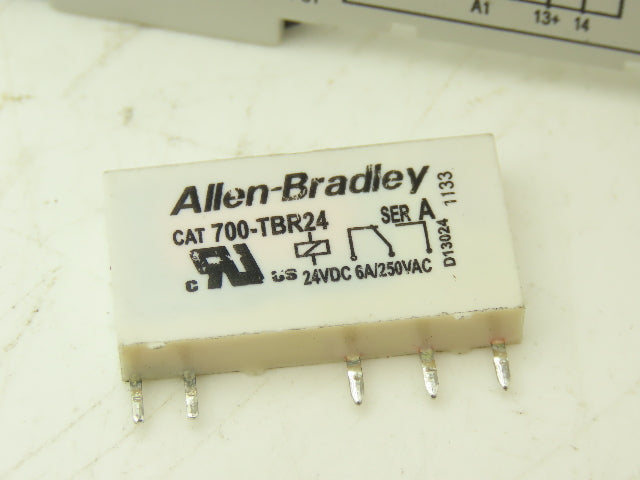 A1 13+ 14
Allen-Bradley
CAT 700-TBR24
SER A
c US 24VDC 6A/250VAC
D13024 1133